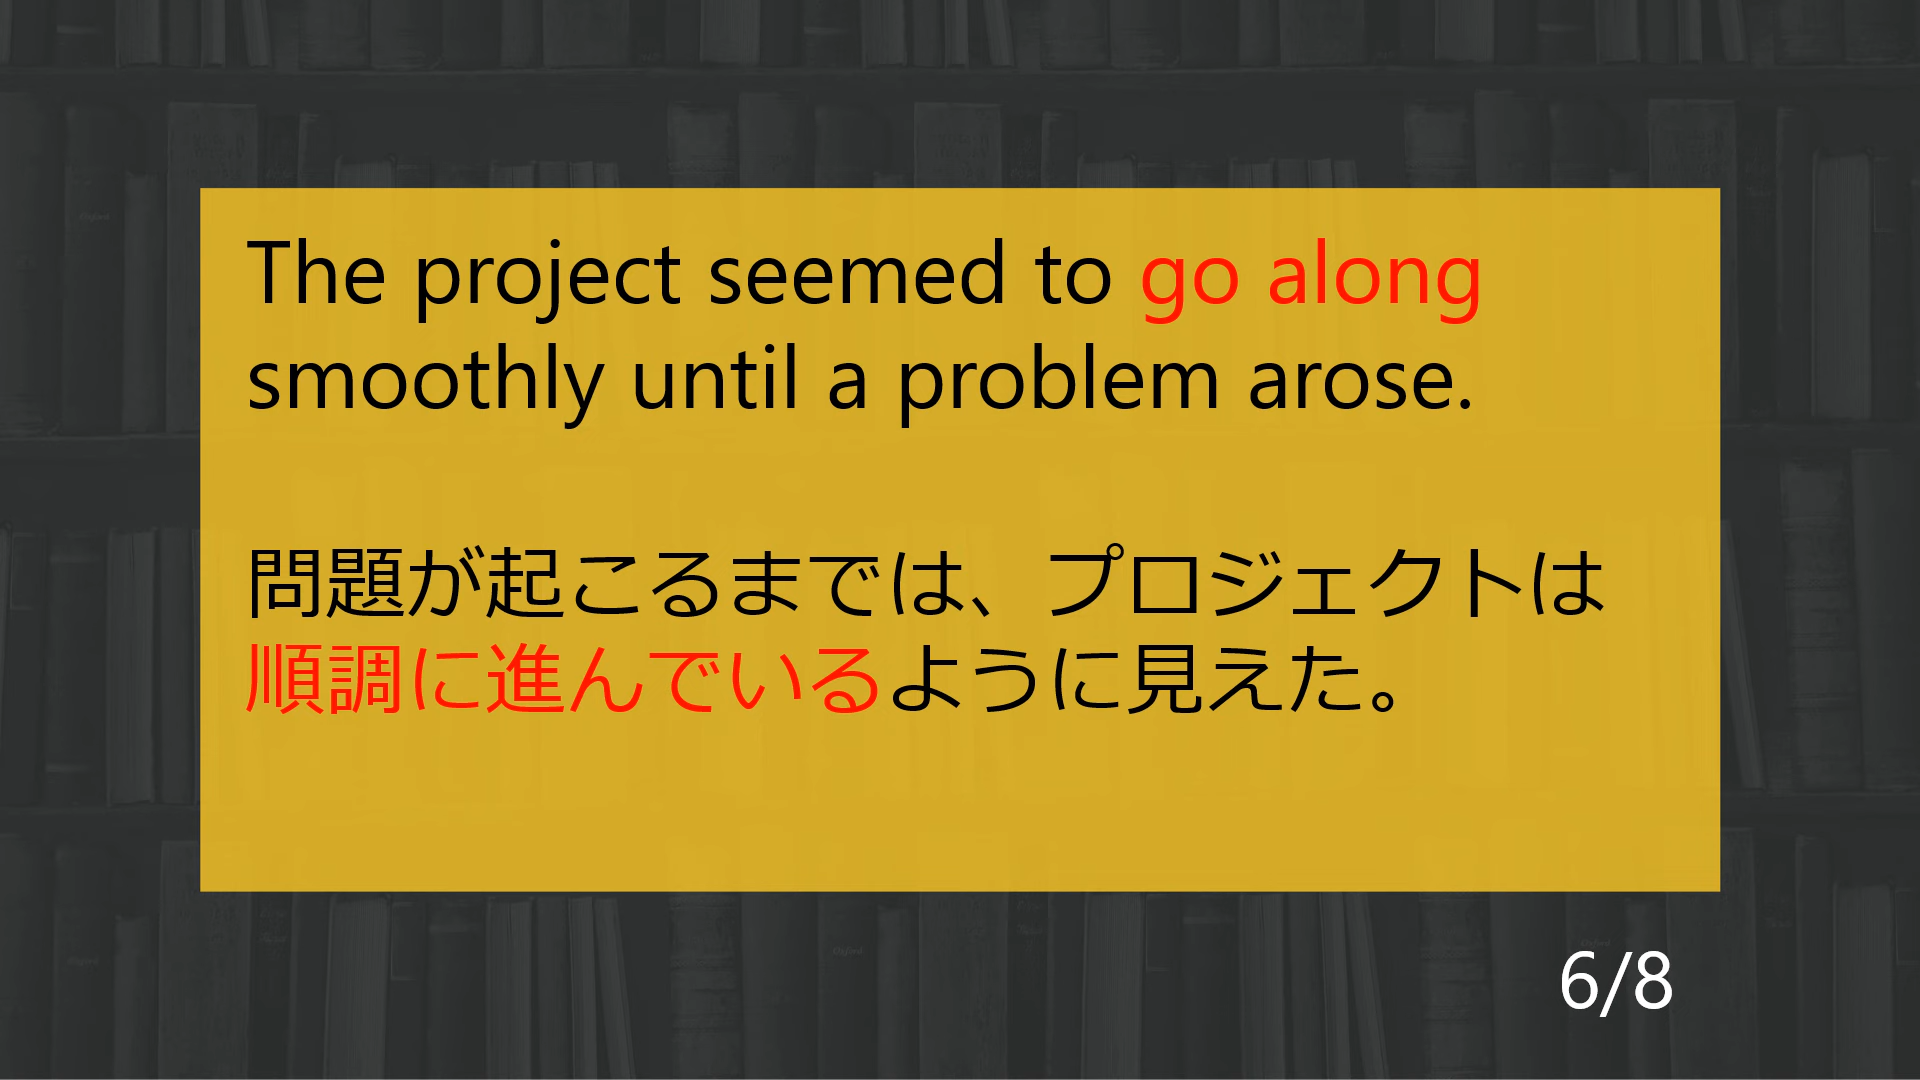 The project seemed to go along
smoothly until a problem arose.
問題が起こるまでは、プロジェクトは
順調に進んでいるように見えた。
6/8